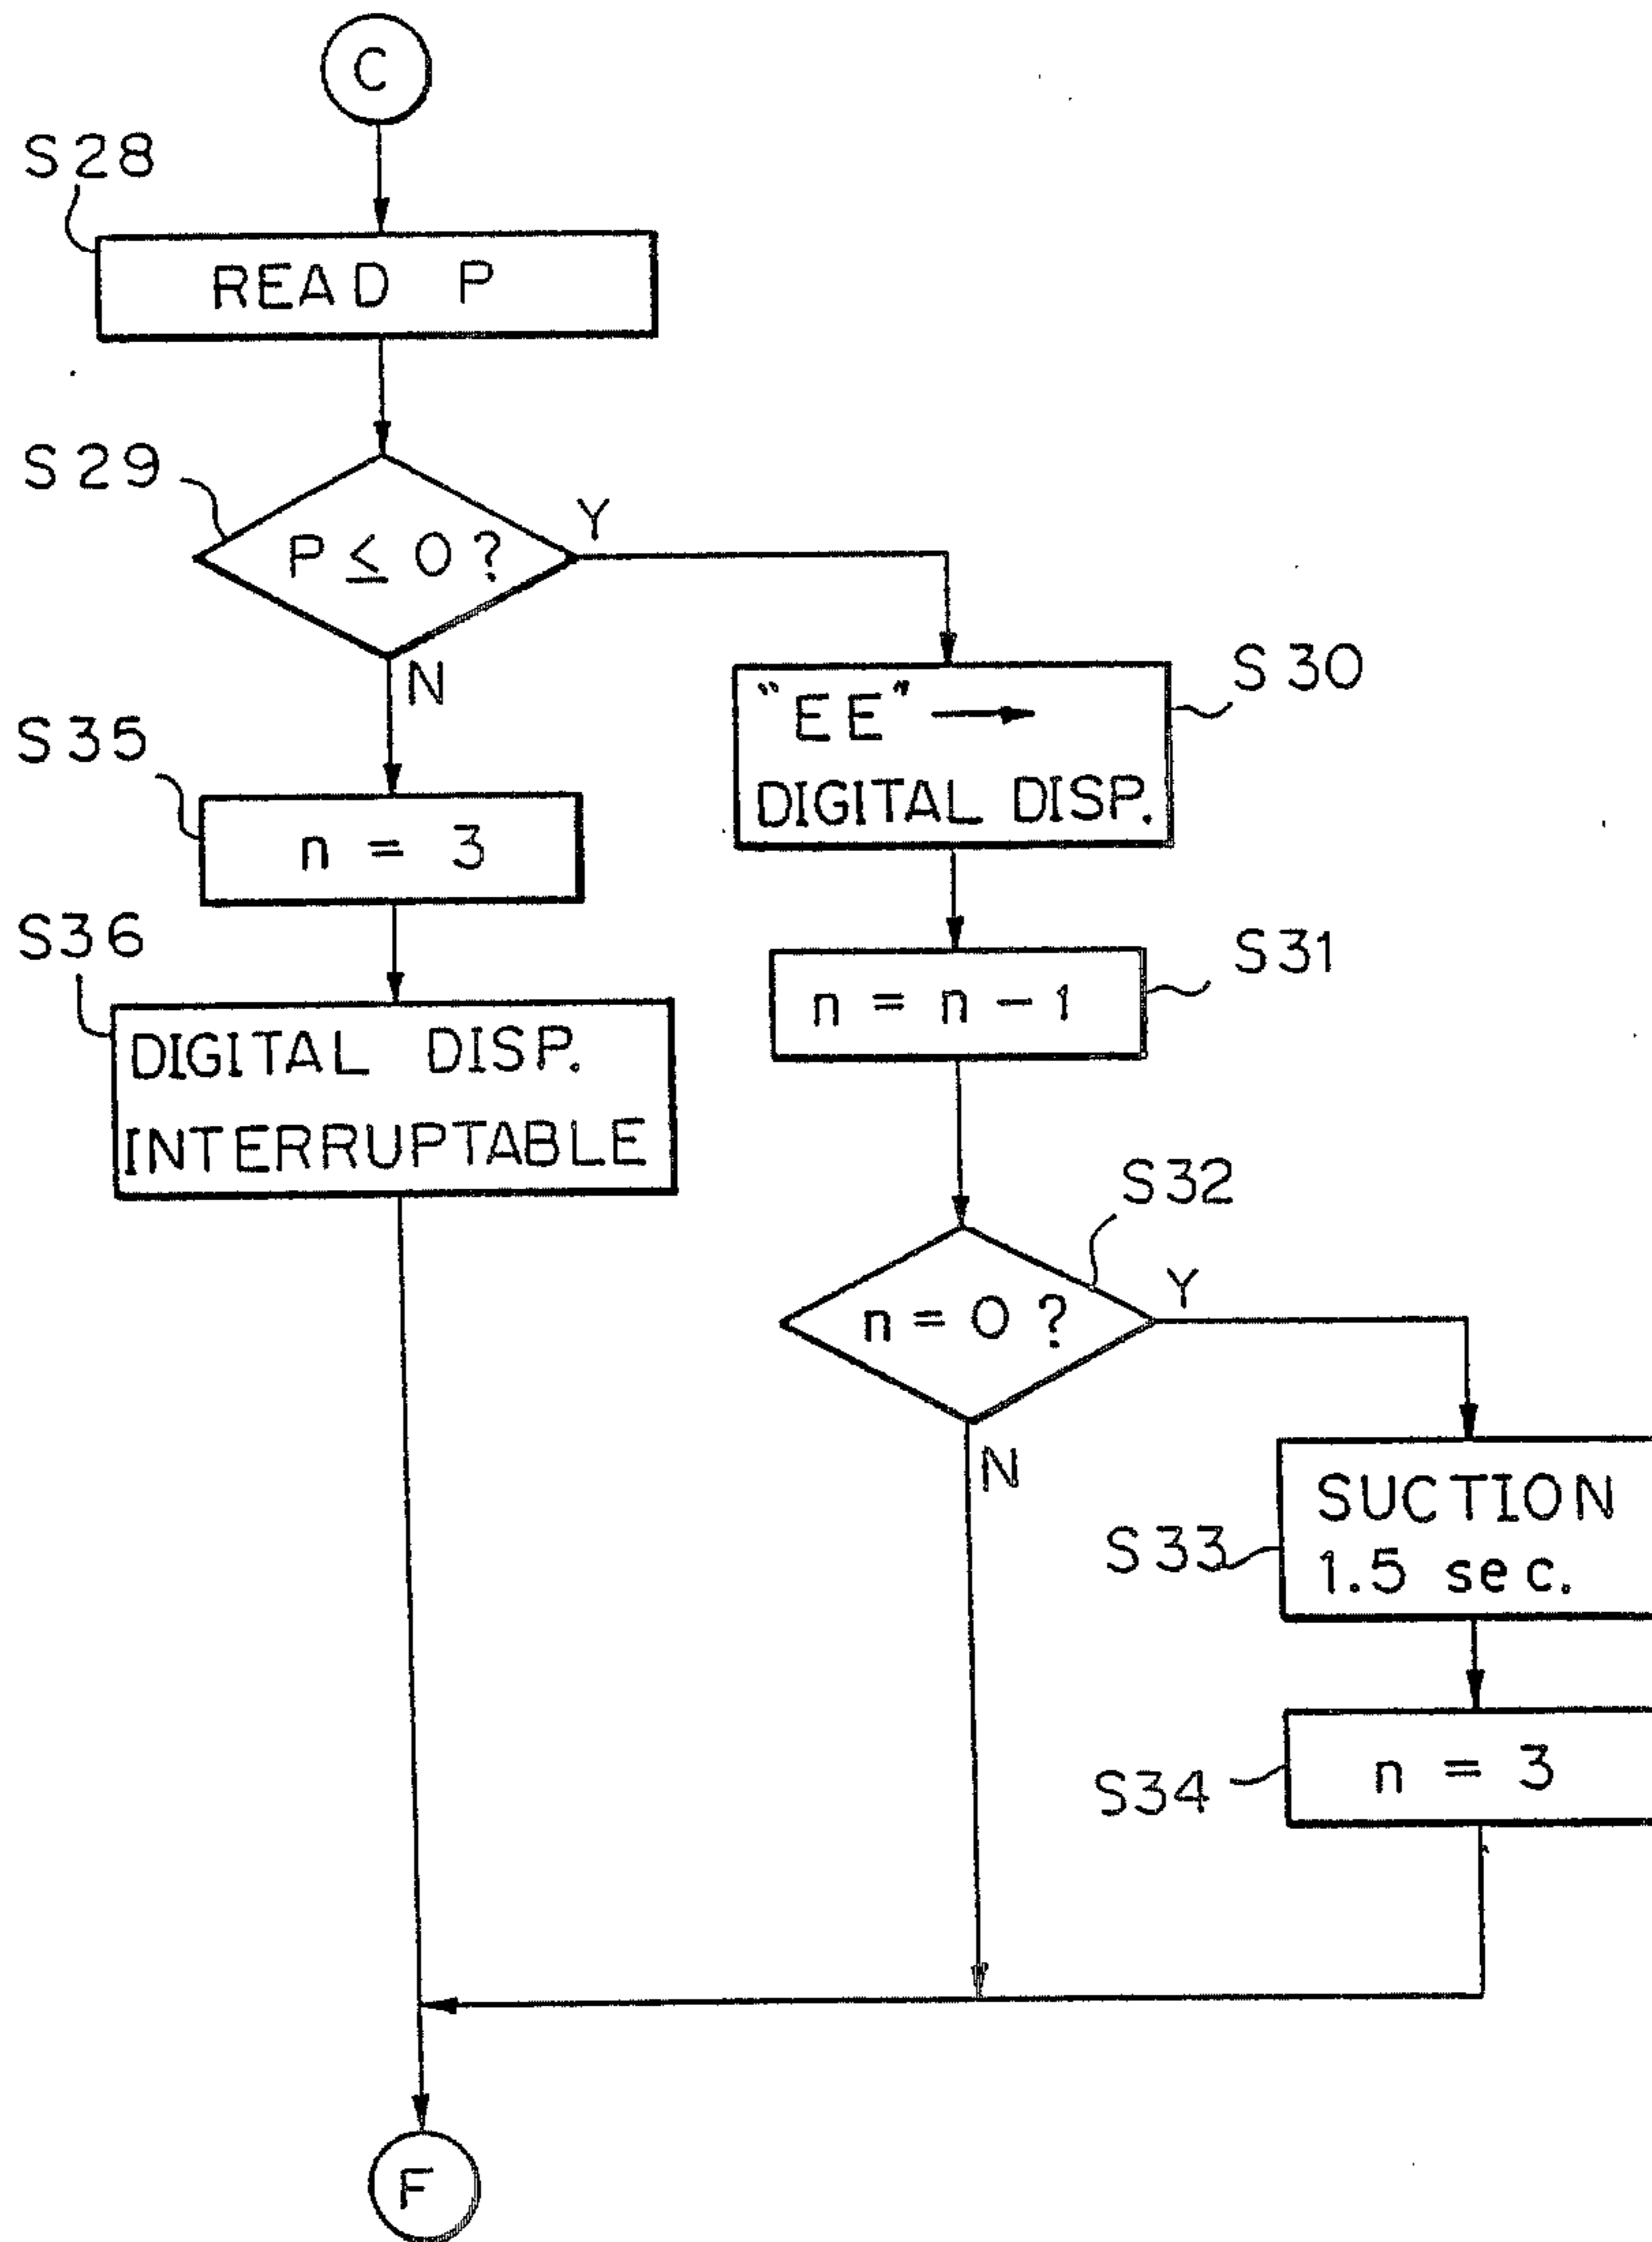 C
S28
READ P
S29
P ≤ 0 ?
Y
N
S30
"EE" →
DIGITAL DISP.
S35
n = 3
S31
n = n - 1
S36
DIGITAL DISP.
INTERRUPTABLE
S32
n = 0 ?
Y
N
S33
SUCTION
1.5 sec.
S34
n = 3
F